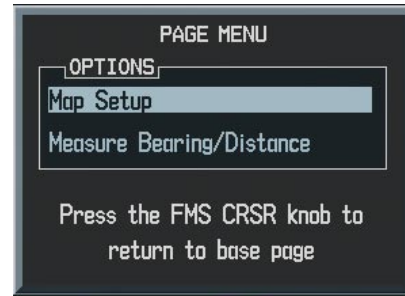 PAGE MENU
OPTIONS
Map Setup
Measure Bearing/Distance
Press the FMS CRSR knob to
return to base page